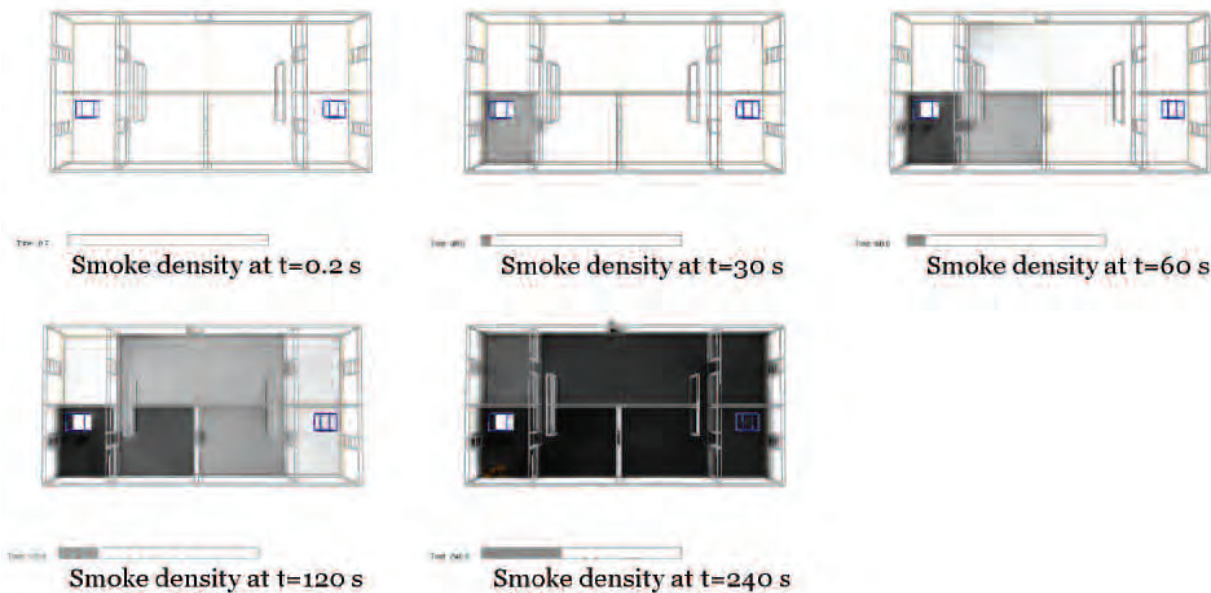 Smoke density at t=0.2 s
Smoke density at t=30 s
Smoke density at t=60 s
Smoke density at t=120 s
Smoke density at t=240 s